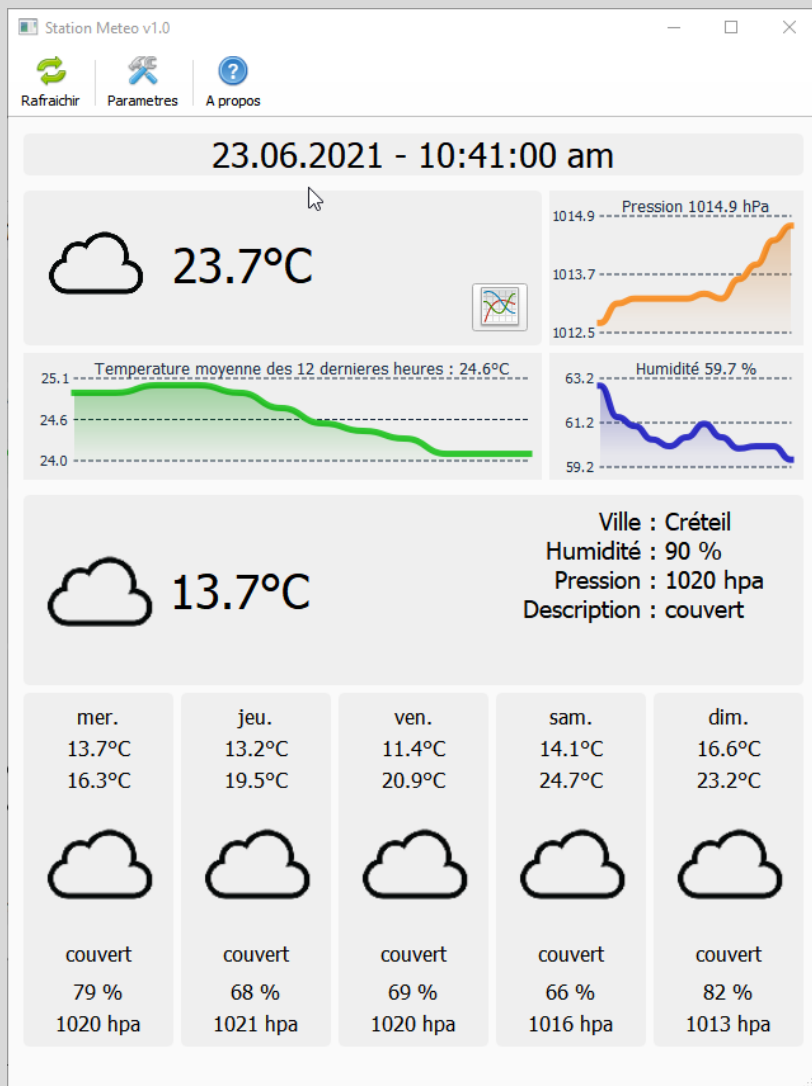 Station Meteo v1.0
Rafraichir Parametres A propos
23.06.2021 - 10:41:00 am
23.7°C
Pression 1014.9 hPa
1014.9
1013.7
1012.5
Temperature moyenne des 12 dernieres heures : 24.6°C
25.1
24.6
24.0
Humidité 59.7 %
63.2
61.2
59.2
13.7°C
Ville : Créteil
Humidité : 90 %
Pression : 1020 hpa
Description : couvert
mer. jeu. ven. sam. dim.
13.7°C 13.2°C 11.4°C 14.1°C 16.6°C
16.3°C 19.5°C 20.9°C 24.7°C 23.2°C
couvert couvert couvert couvert couvert
79 % 68 % 69 % 66 % 82 %
1020 hpa 1021 hpa 1020 hpa 1016 hpa 1013 hpa